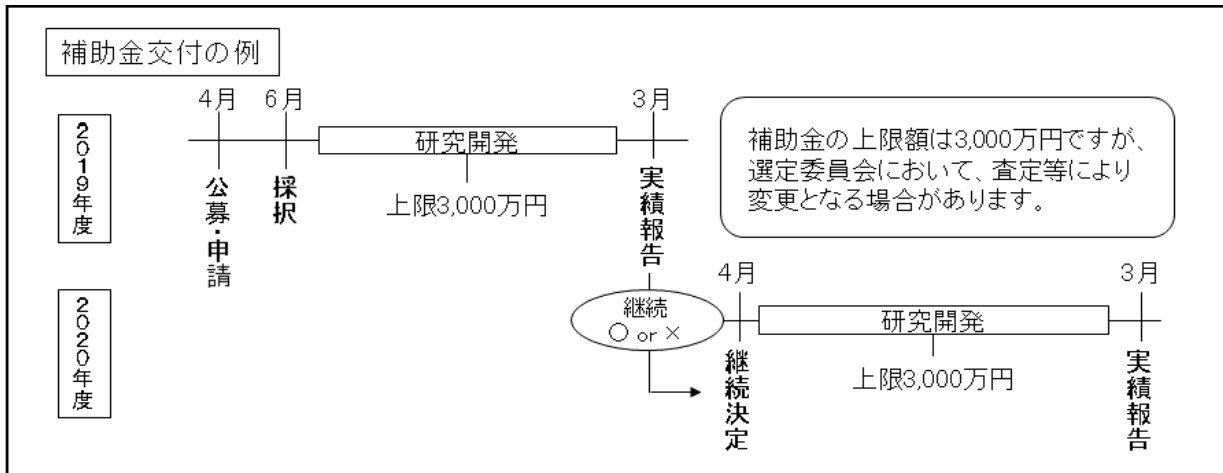 補助金交付の例
2019年度
4月
6月
3月
研究開発
上限3,000万円
公募・申請
採択
実績報告
補助金の上限額は3,000万円ですが、
選定委員会において、査定等により
変更となる場合があります。
2020年度
継続
○ or ×
4月
3月
研究開発
上限3,000万円
継続決定
実績報告